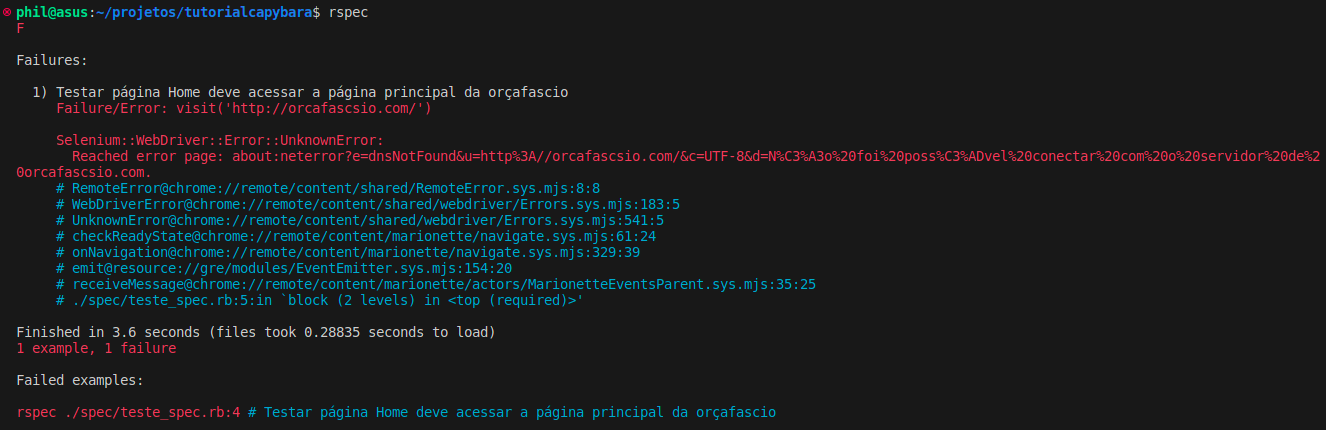 phil@asus:~/projetos/tutorialcapybara$ rspec
F
Failures:
1) Testar página Home deve acessar a página principal da orçafascio
Failure/Error: visit('http://orcafascsio.com/')
Selenium::WebDriver::Error::UnknownError:
Reached error page: about:neterror?e=dnsNotFound&u=http%3A//orcafascsio.com/&c=UTF-8&d=N%C3%A3o%20foi%20poss%C3%ADvel%20conectar%20com%20o%20servidor%20de%2
0orcafascsio.com.
# RemoteError@chrome://remote/content/shared/RemoteError.sys.mjs:8:8
# WebDriverError@chrome://remote/content/shared/webdriver/Errors.sys.mjs:183:5
# UnknownError@chrome://remote/content/shared/webdriver/Errors.sys.mjs:541:5
# checkReadyState@chrome://remote/content/marionette/navigate.sys.mjs:61:24
# onNavigation@chrome://remote/content/marionette/navigate.sys.mjs:329:39
# emit@resource://gre/modules/EventEmitter.sys.mjs:154:20
# receiveMessage@chrome://remote/content/marionette/actors/MarionetteEventsParent.sys.mjs:35:25
# ./spec/teste_spec.rb:5:in `block (2 levels) in <top (required)>'
Finished in 3.6 seconds (files took 0.28835 seconds to load)
1 example, 1 failure
Failed examples:
rspec ./spec/teste_spec.rb:4 # Testar página Home deve acessar a página principal da orçafascio